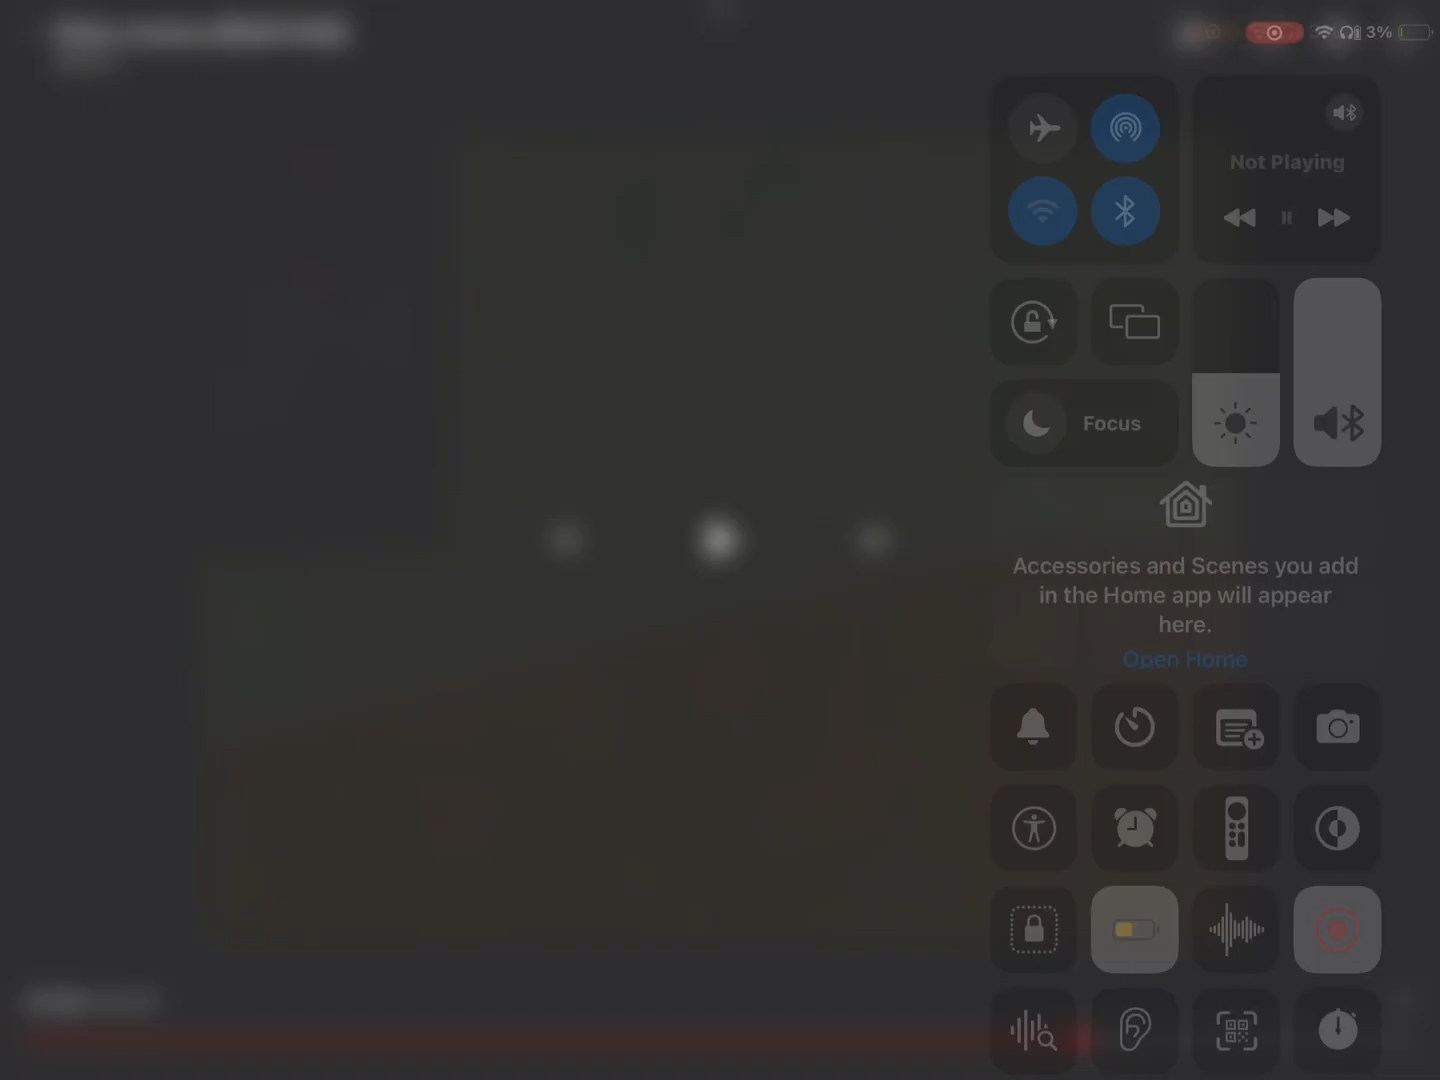 3%
Not Playing
Focus
Accessories and Scenes you add
in the Home app will appear
here.
Open Home